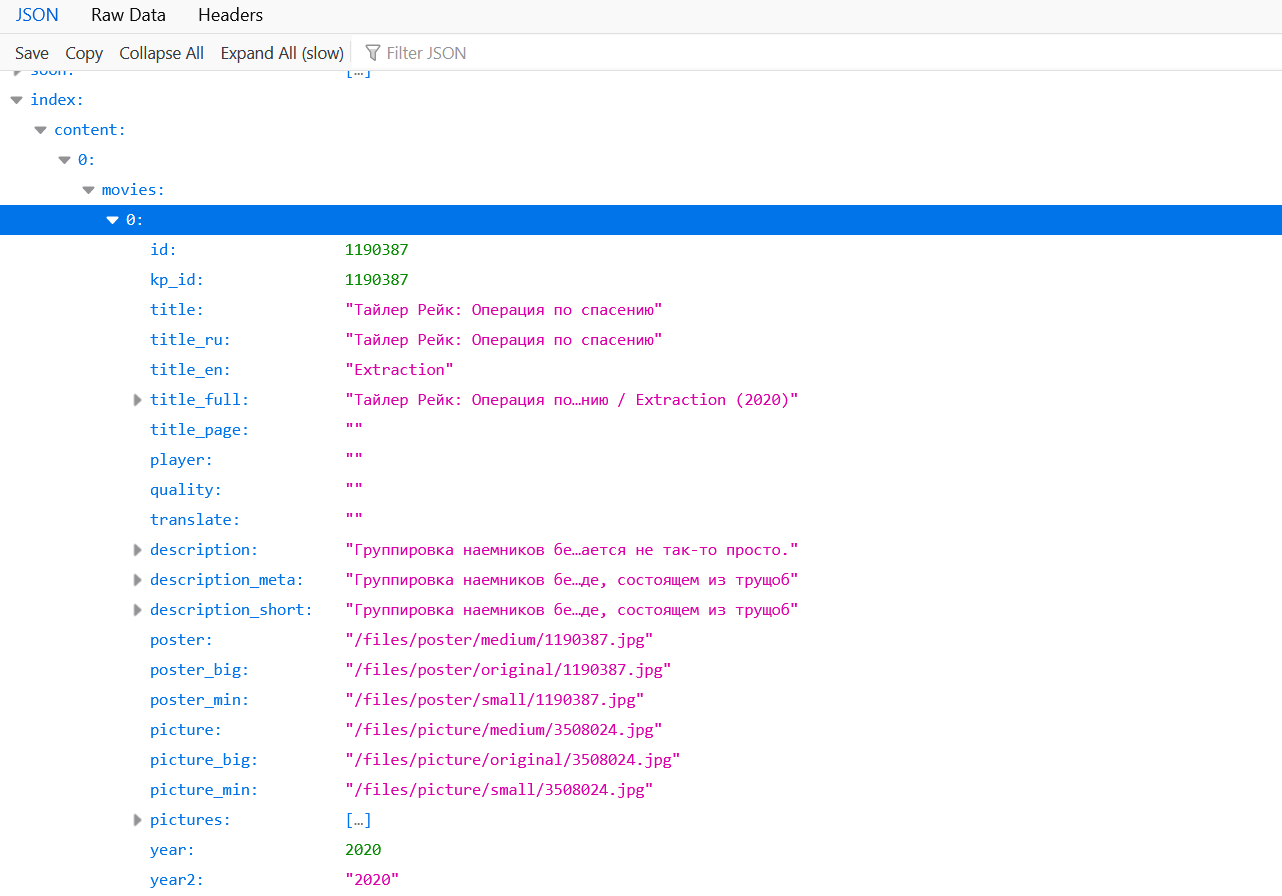 JSON Raw Data Headers
Save Copy Collapse All Expand All (slow) Filter JSON
soon: […]
index:
content:
0:
movies:
0:
id: 1190387
kp_id: 1190387
title: "Тайлер Рейк: Операция по спасению"
title_ru: "Тайлер Рейк: Операция по спасению"
title_en: "Extraction"
title_full: "Тайлер Рейк: Операция по…нию / Extraction (2020)"
title_page: ""
player: ""
quality: ""
translate: ""
description: "Группировка наемников бе…ается не так-то просто."
description_meta: "Группировка наемников бе…де, состоящем из трущоб"
description_short: "Группировка наемников бе…де, состоящем из трущоб"
poster: "/files/poster/medium/1190387.jpg"
poster_big: "/files/poster/original/1190387.jpg"
poster_min: "/files/poster/small/1190387.jpg"
picture: "/files/picture/medium/3508024.jpg"
picture_big: "/files/picture/original/3508024.jpg"
picture_min: "/files/picture/small/3508024.jpg"
pictures: […]
year: 2020
year2: "2020"